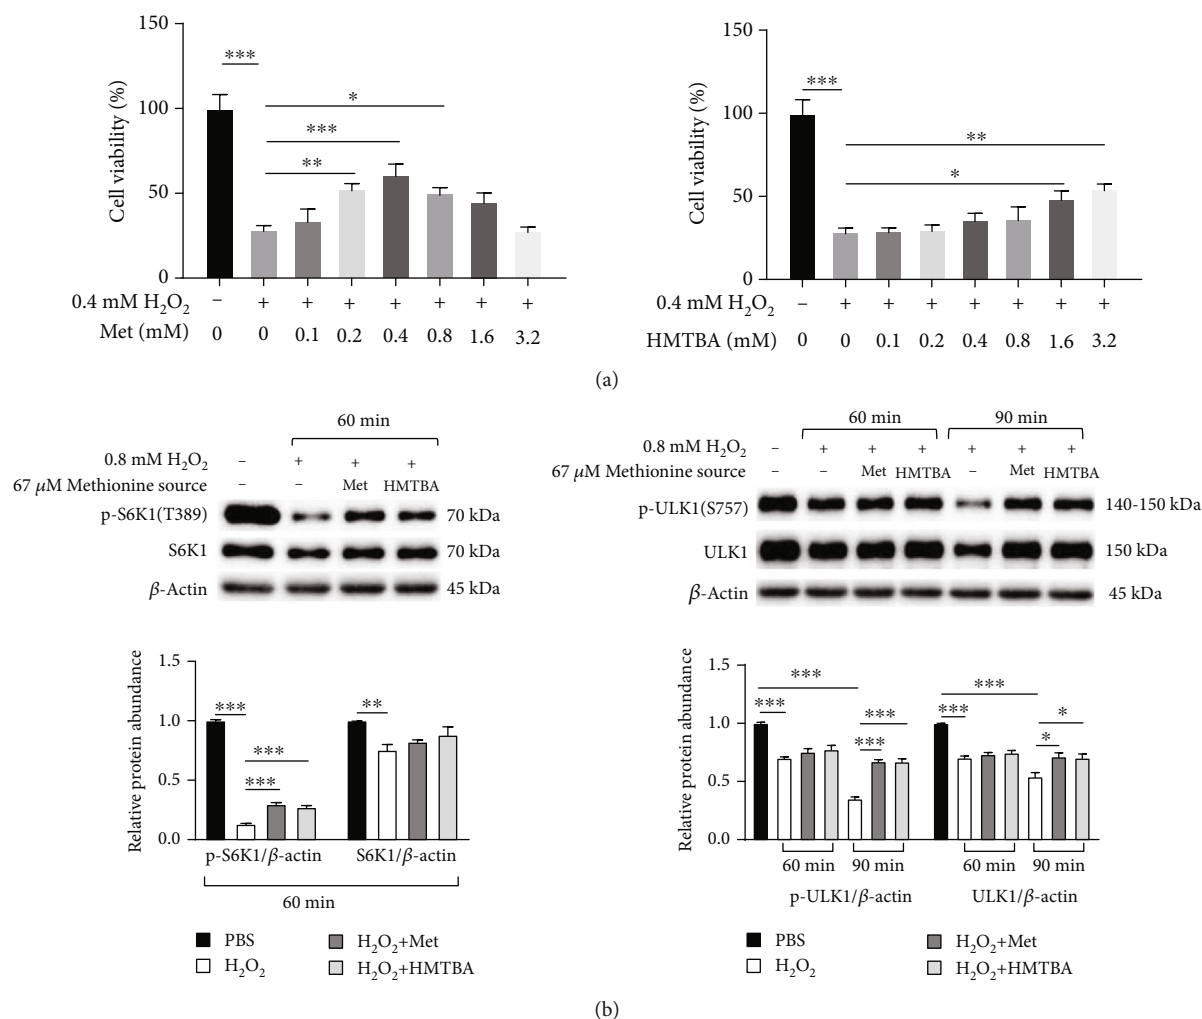 150
100
50
0
Cell viability (%)
***
*
***
**
0.4 mM H₂O₂ – + + + + + + +
Met (mM) 0 0 0.1 0.2 0.4 0.8 1.6 3.2
150
100
50
0
Cell viability (%)
***
**
*
0.4 mM H₂O₂ – + + + + + + +
HMTBA (mM) 0 0 0.1 0.2 0.4 0.8 1.6 3.2
(a)
60 min
0.8 mM H₂O₂ – + + +
67 μM Methionine source – – Met HMTBA
p-S6K1(T389) 70 kDa
S6K1 70 kDa
β-Actin 45 kDa
60 min 90 min
0.8 mM H₂O₂ – + + + + + +
67 μM Methionine source – – Met HMTBA – Met HMTBA
p-ULK1(S757) 140-150 kDa
ULK1 150 kDa
β-Actin 45 kDa
Relative protein abundance
1.5
1.0
0.5
0.0
***
***
***
**
p-S6K1/β-actin S6K1/β-actin
60 min
PBS H₂O₂+Met
H₂O₂ H₂O₂+HMTBA
Relative protein abundance
1.5
1.0
0.5
0.0
*** ***
*** *** *** *
*** *
60 min 90 min 60 min 90 min
p-ULK1/β-actin ULK1/β-actin
PBS H₂O₂+Met
H₂O₂ H₂O₂+HMTBA
(b)